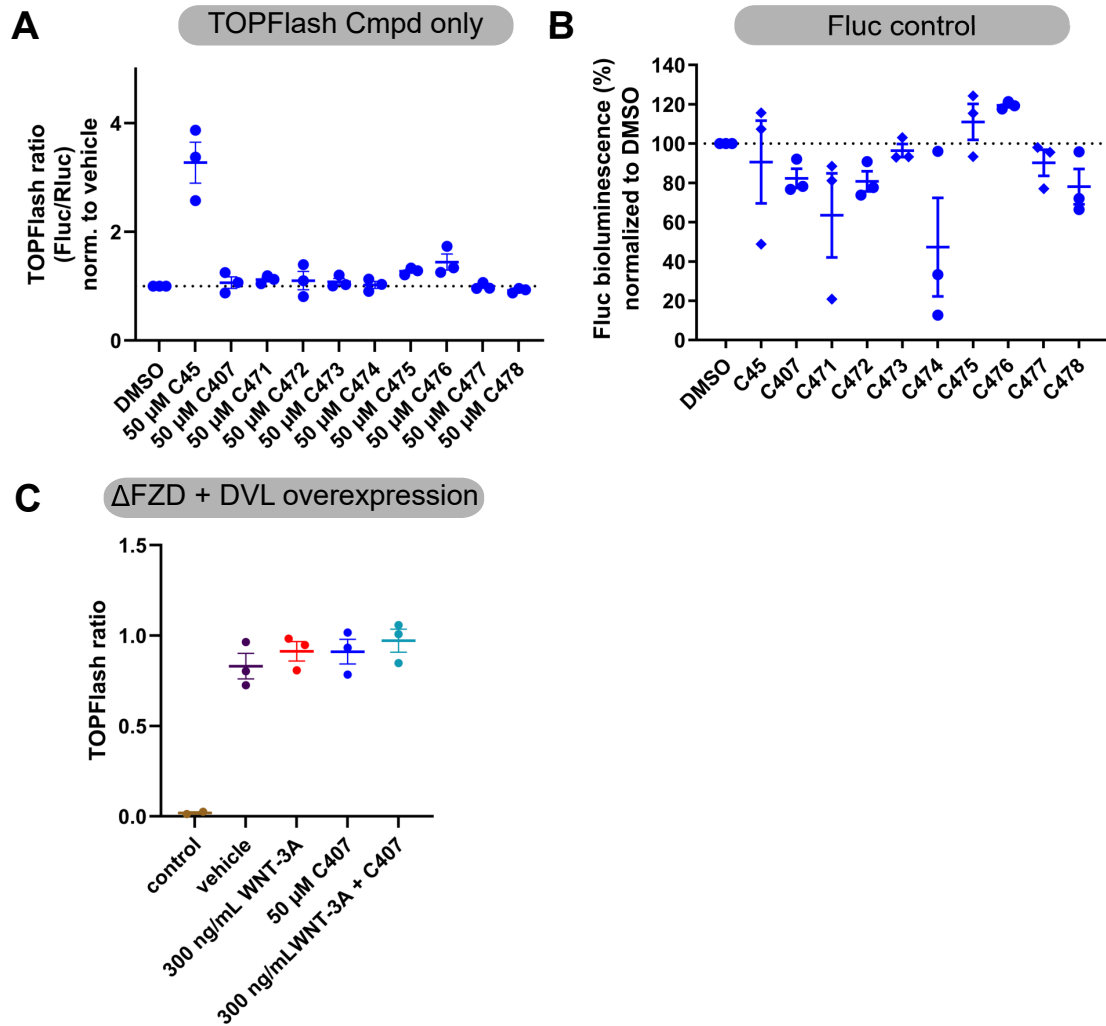 A
TOPFlash Cmpd only
TOPFlash ratio
(Fluc/Rluc)
norm. to vehicle
4
2
0
DMSO
50 µM C45
50 µM C407
50 µM C471
50 µM C472
50 µM C473
50 µM C474
50 µM C475
50 µM C476
50 µM C477
50 µM C478
B
Fluc control
Fluc bioluminescence (%)
normalized to DMSO
140
120
100
80
60
40
20
0
DMSO
C45
C407
C471
C472
C473
C474
C475
C476
C477
C478
C
ΔFZD + DVL overexpression
TOPFlash ratio
1.5
1.0
0.5
0.0
control
vehicle
300 ng/mL WNT-3A
50 µM C407
300 ng/mLWNT-3A + C407